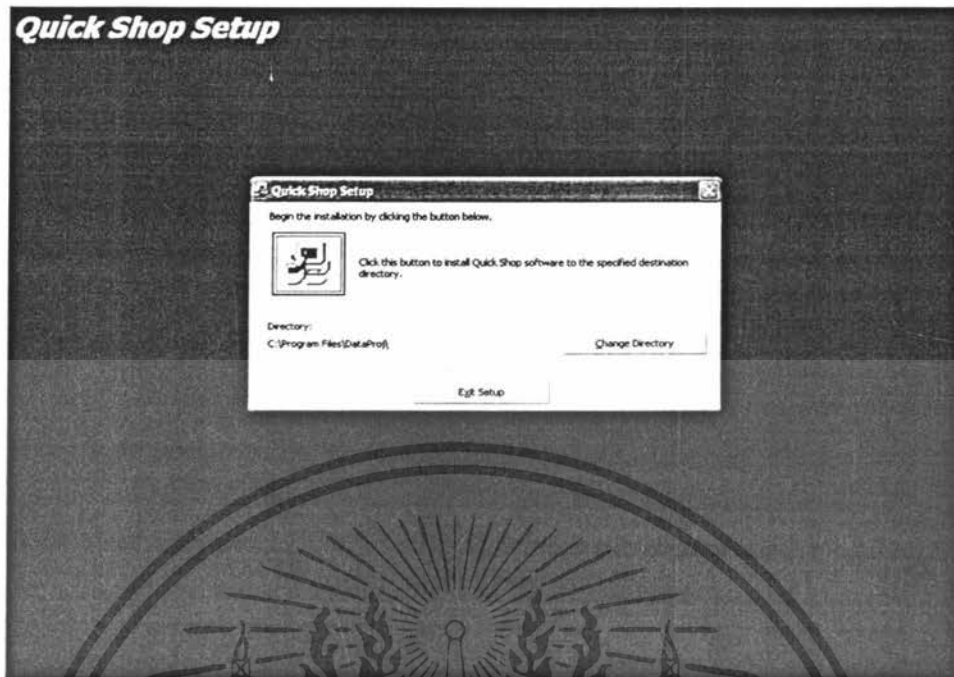 Quick Shop Setup
Quick Shop Setup
Begin the installation by clicking the button below.
Click this button to install Quick Shop software to the specified destination
directory.
Directory:
C:\Program Files\DataProj\
Change Directory
Exit Setup